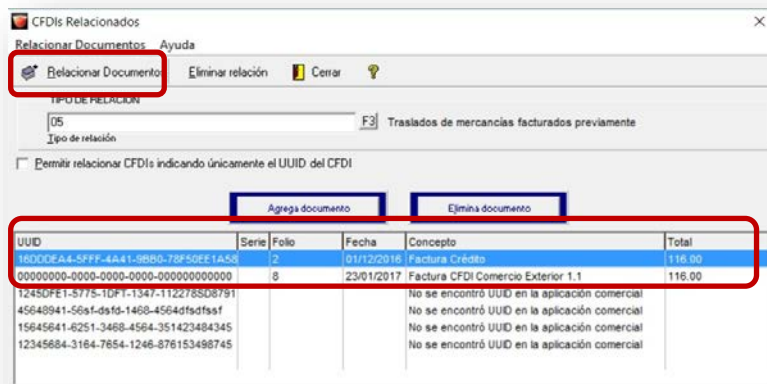 CFDIs Relacionados
Relacionar Documentos Ayuda
Relacionar Documento Eliminar relación Cerrar
TIPO DE RELACIÓN
05 F3 Traslados de mercancías facturados previamente
Tipo de relación
Permitir relacionar CFDIs indicando únicamente el UUID del CFDI
Agrega documento Elimina documento
UUID Serie Folio Fecha Concepto Total
16DDDEA4-5FFF-4A41-9BB0-78F50EE1A58 2 01/12/2016 Factura Crédito 116.00
00000000-0000-0000-0000-000000000000 8 23/01/2017 Factura CFDI Comercio Exterior 1.1 116.00
1245DFE1-5775-1DFT-1347-112278SD8791 No se encontró UUID en la aplicación comercial
45648941-56sf-dsfd-1468-4564dfsdfssf No se encontró UUID en la aplicación comercial
15645641-6251-3468-4564-351423484345 No se encontró UUID en la aplicación comercial
12345684-3164-7654-1246-876153498745 No se encontró UUID en la aplicación comercial